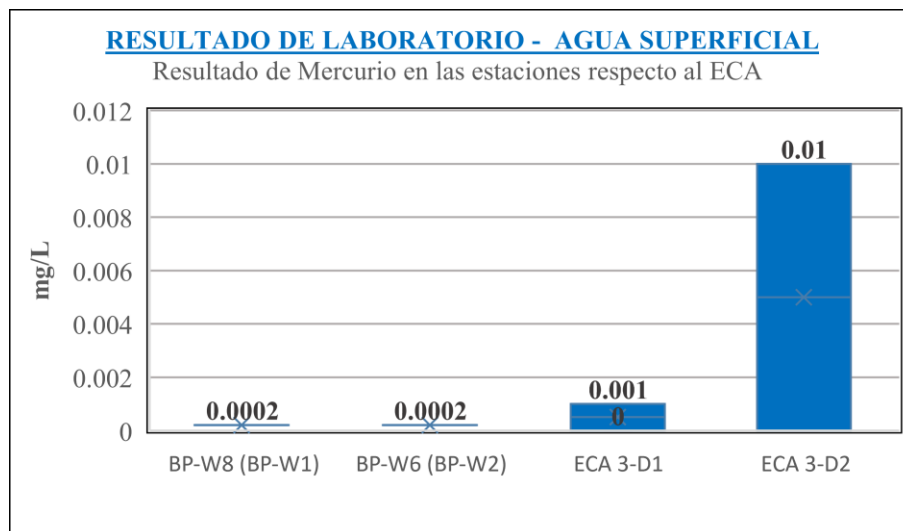 RESULTADO DE LABORATORIO - AGUA SUPERFICIAL
Resultado de Mercurio en las estaciones respecto al ECA
mg/L
0.012
0.01
0.008
0.006
0.004
0.002
0
0.0002
0.0002
0.001
0
0.01
BP-W8 (BP-W1)
BP-W6 (BP-W2)
ECA 3-D1
ECA 3-D2